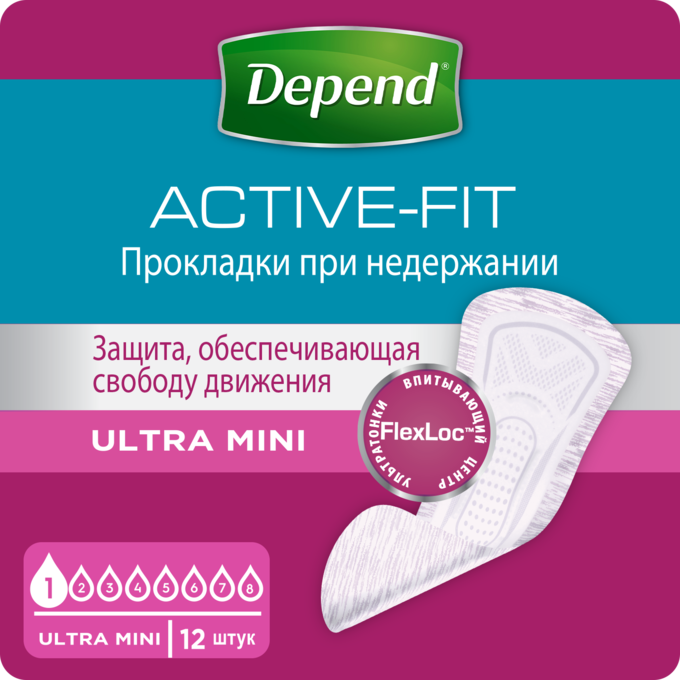 Depend®
ACTIVE-FIT
Прокладки при недержании
Защита, обеспечивающая
свободу движения
ULTRA MINI
УЛЬТРАТОНКИЙ ВПИТЫВАЮЩИЙ ЦЕНТР
FlexLoc™
1 2 3 4 5 6 7 8
ULTRA MINI | 12 штук